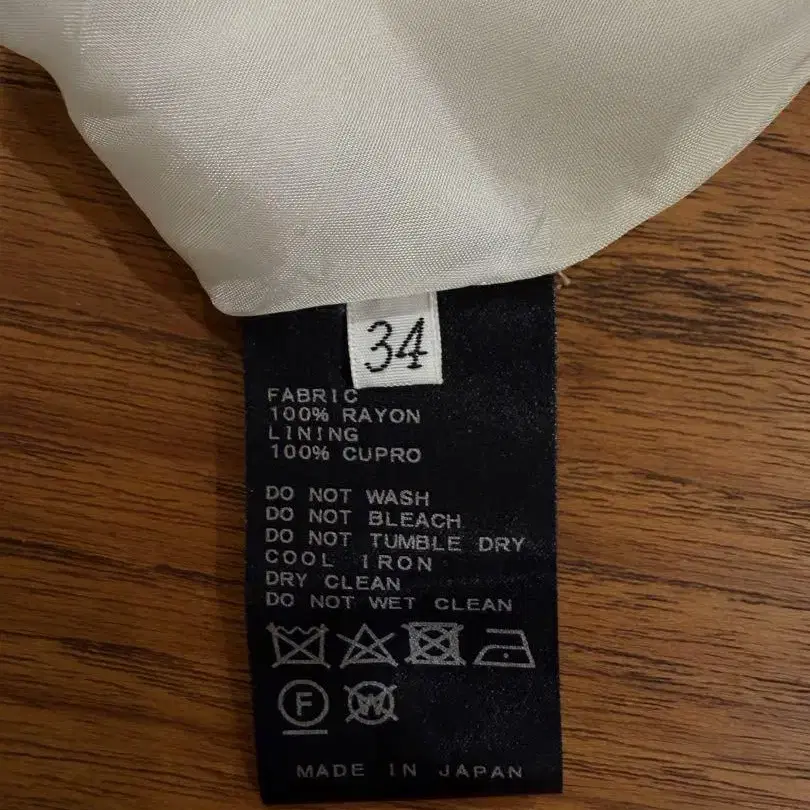 34
FABRIC
100% RAYON
LINING
100% CUPRO
DO NOT WASH
DO NOT BLEACH
DO NOT TUMBLE DRY
COOL IRON
DRY CLEAN
DO NOT WET CLEAN
F W
MADE IN JAPAN